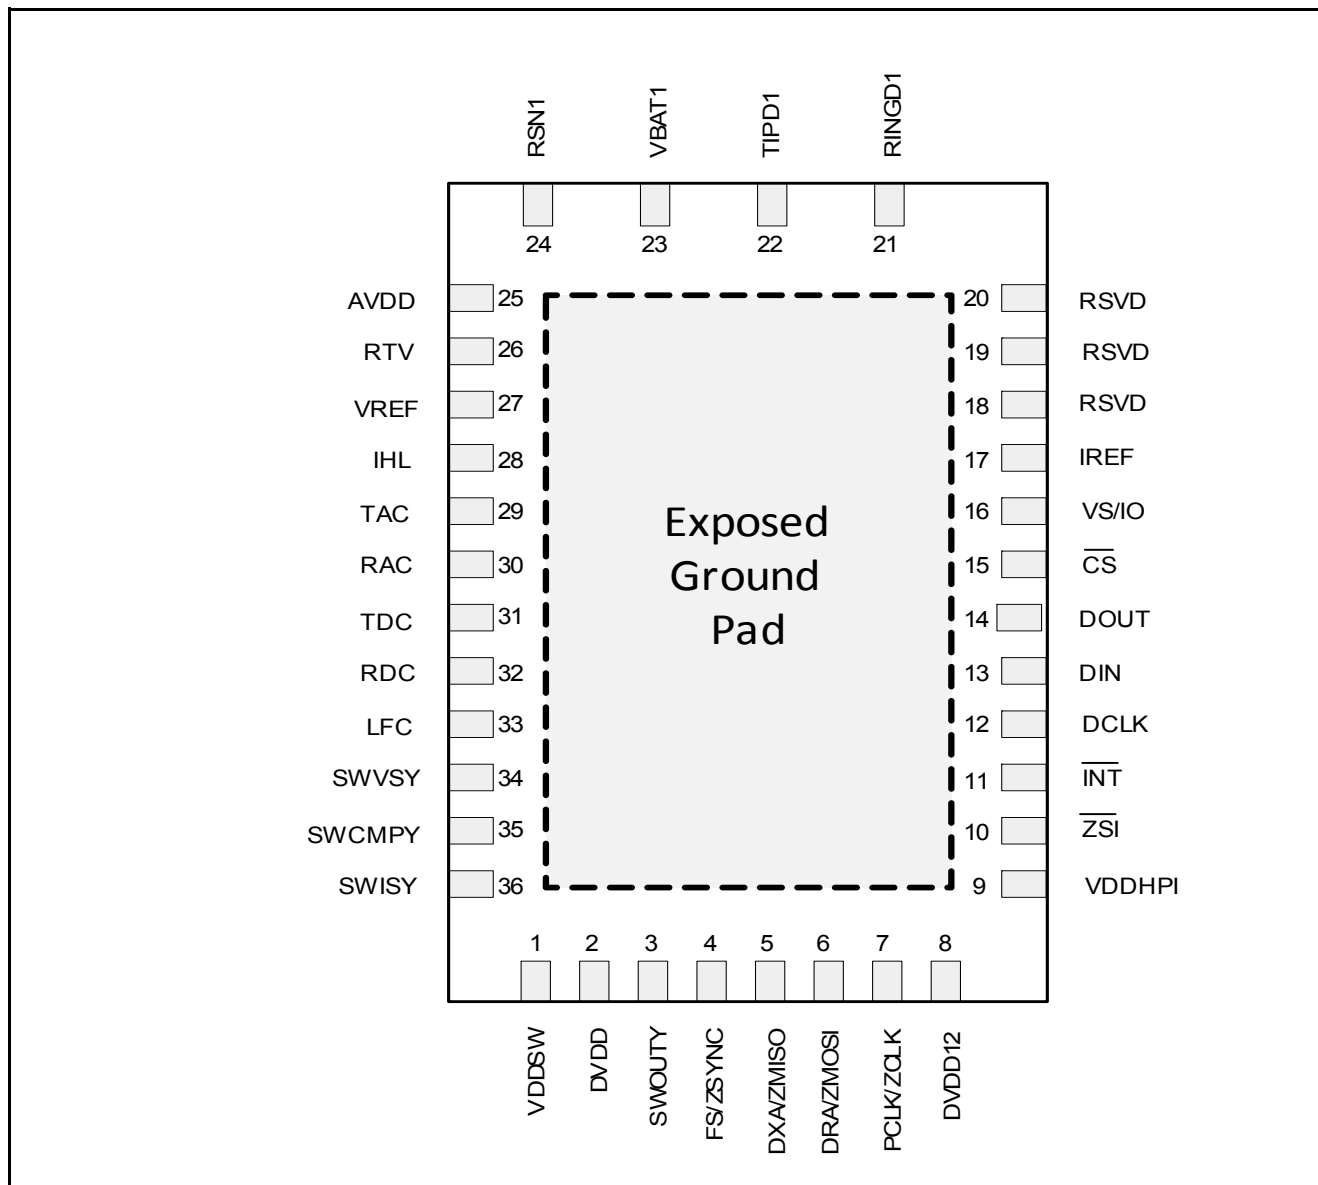 RSN1
VBAT1
TIPD1
RINGD1
24
23
22
21
AVDD 25
20 RSVD
RTV 26
19 RSVD
VREF 27
18 RSVD
IHL 28
17 IREF
TAC 29
16 VS/IO
RAC 30
15 C̅S̅
TDC 31
14 DOUT
RDC 32
13 DIN
LFC 33
12 DCLK
SWVSY 34
11 I̅N̅T̅
SWCMPY 35
10 Z̅S̅I̅
SWISY 36
9 VDDHPI
Exposed
Ground
Pad
1
2
3
4
5
6
7
8
VDDSW
DVDD
SWOUTY
FS/ZSYNC
DXA/ZMISO
DRA/ZMOSI
PCLK/ZCLK
DVDD12